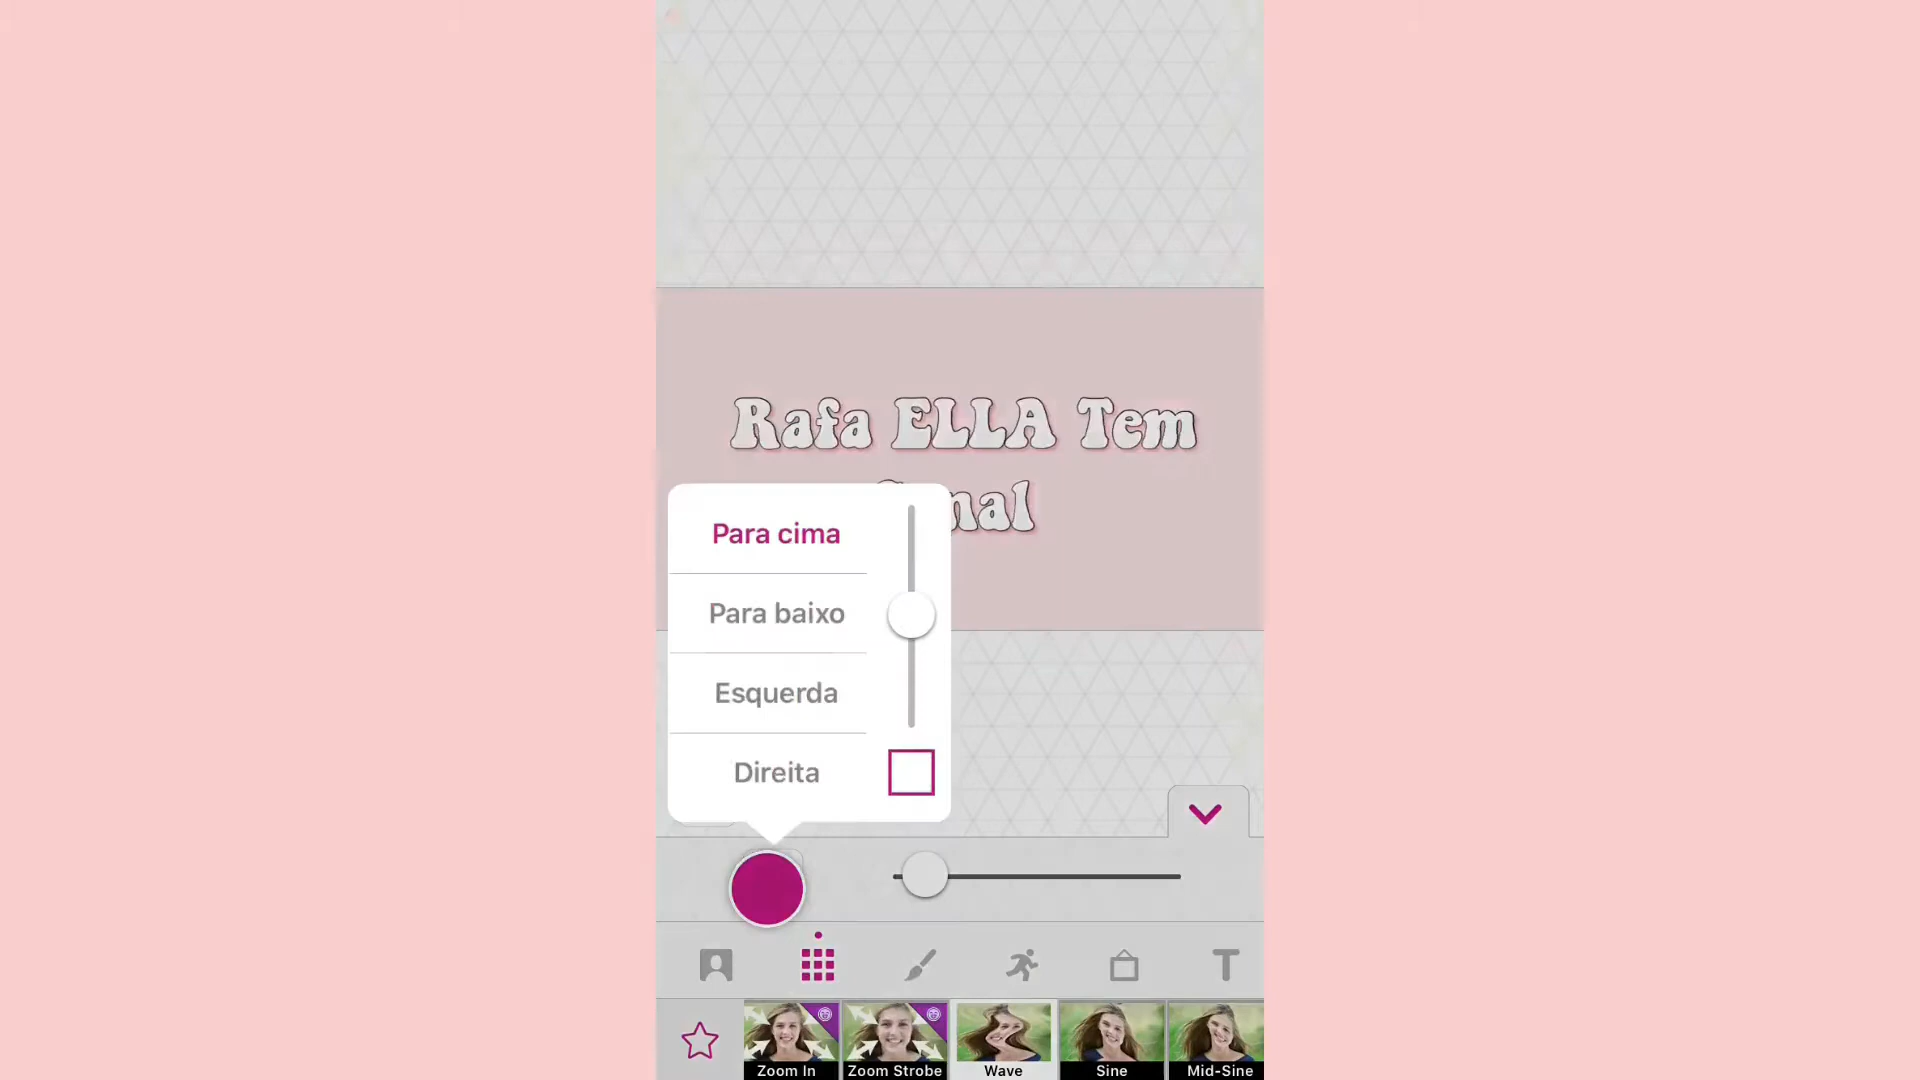 Rafa ELLA Tem
nal
Para cima
Para baixo
Esquerda
Direita
T
Zoom In
Zoom Strobe
Wave
Sine
Mid-Sine